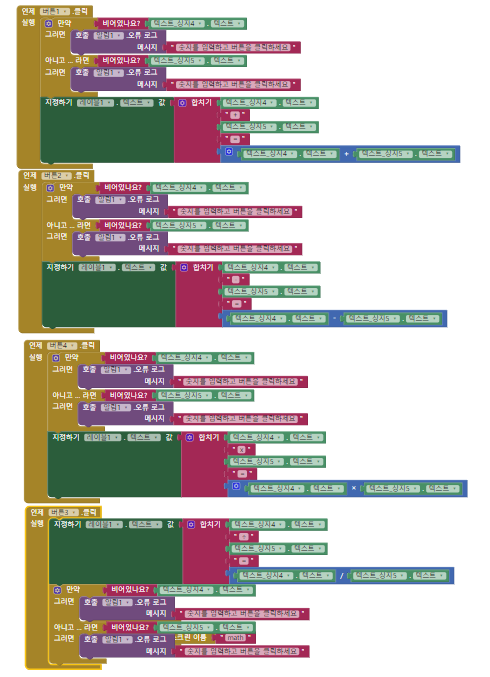 언제 버튼1 .클릭
실행 만약 비어있나요? 텍스트_상자4 . 텍스트
그러면 호출 알림1 .오류 로그
메시지 " 숫자를 입력하고 버튼을 클릭하세요 "
아니고 ... 라면 비어있나요? 텍스트_상자5 . 텍스트
그러면 호출 알림1 .오류 로그
메시지 " 숫자를 입력하고 버튼을 클릭하세요 "
지정하기 레이블1 . 텍스트 값 합치기 텍스트_상자4 . 텍스트
" + "
텍스트_상자5 . 텍스트
" = "
텍스트_상자4 . 텍스트 + 텍스트_상자5 . 텍스트
언제 버튼2 .클릭
실행 만약 비어있나요? 텍스트_상자4 . 텍스트
그러면 호출 알림1 .오류 로그
메시지 " 숫자를 입력하고 버튼을 클릭하세요 "
아니고 ... 라면 비어있나요? 텍스트_상자5 . 텍스트
그러면 호출 알림1 .오류 로그
메시지 " 숫자를 입력하고 버튼을 클릭하세요 "
지정하기 레이블1 . 텍스트 값 합치기 텍스트_상자4 . 텍스트
" - "
텍스트_상자5 . 텍스트
" = "
텍스트_상자4 . 텍스트 - 텍스트_상자5 . 텍스트
언제 버튼4 .클릭
실행 만약 비어있나요? 텍스트_상자4 . 텍스트
그러면 호출 알림1 .오류 로그
메시지 " 숫자를 입력하고 버튼을 클릭하세요 "
아니고 ... 라면 비어있나요? 텍스트_상자5 . 텍스트
그러면 호출 알림1 .오류 로그
메시지 " 숫자를 입력하고 버튼을 클릭하세요 "
지정하기 레이블1 . 텍스트 값 합치기 텍스트_상자4 . 텍스트
" x "
텍스트_상자5 . 텍스트
" = "
텍스트_상자4 . 텍스트 × 텍스트_상자5 . 텍스트
언제 버튼3 .클릭
실행 지정하기 레이블1 . 텍스트 값 합치기 텍스트_상자4 . 텍스트
" ÷ "
텍스트_상자5 . 텍스트
" = "
텍스트_상자4 . 텍스트 / 텍스트_상자5 . 텍스트
만약 비어있나요? 텍스트_상자4 . 텍스트
그러면 호출 알림1 .오류 로그
메시지 " 숫자를 입력하고 버튼을 클릭하세요 "
아니고 ... 라면 비어있나요? 텍스트_상자5 . 텍스트
그러면 호출 알림1 .오류 로그 크린 이름 " math "
메시지 " 숫자를 입력하고 버튼을 클릭하세요 "